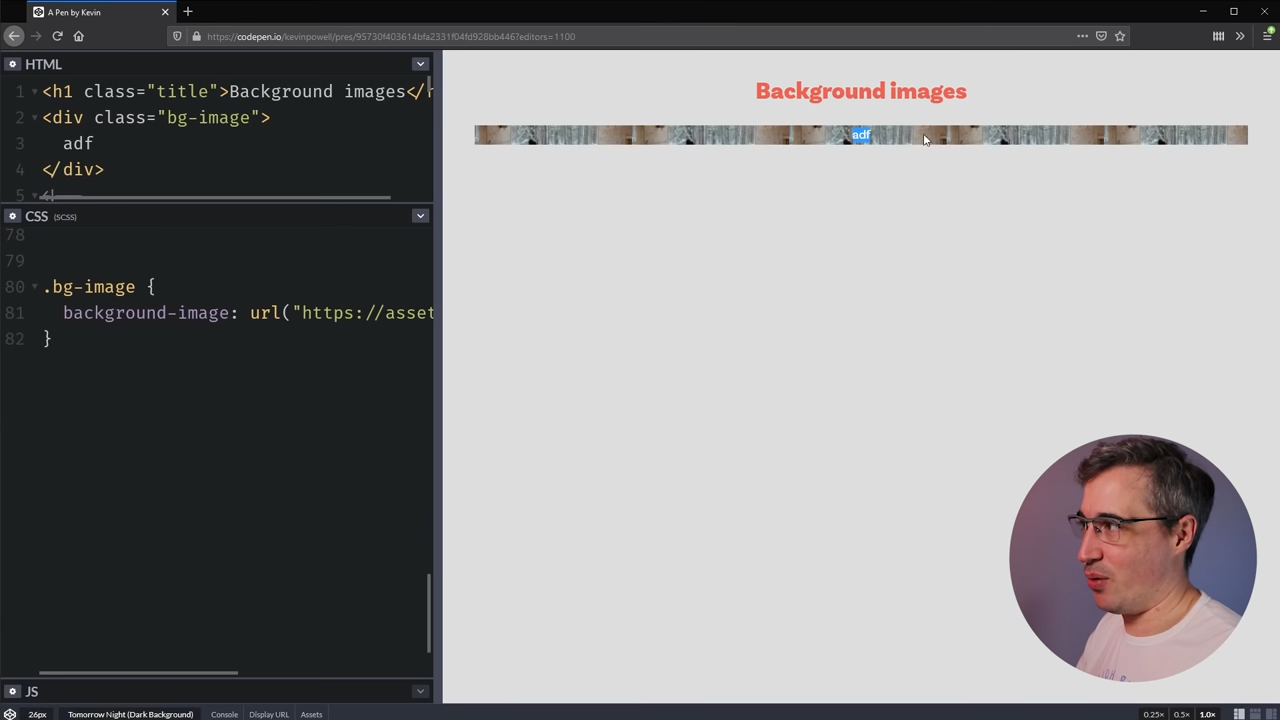 A Pen by Kevin
https://codepen.io/kevinpowell/pres/95730f403614bfa2331f04fd928bb446?editors=1100
HTML
1 <h1 class="title">Background images</
2 <div class="bg-image">
3 adf
4 </div>
5 <!--
CSS (SCSS)
78
79
80 .bg-image {
81 background-image: url("https://asset
82 }
JS
26px Tomorrow Night (Dark Background) Console Display URL Assets
Background images
adf
0.25× 0.5× 1.0×